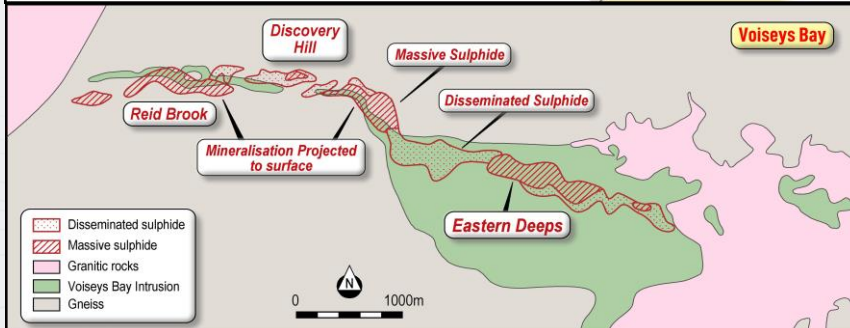 Voiseys Bay
Discovery
Hill
Massive Sulphide
Disseminated Sulphide
Reid Brook
Mineralisation Projected
to surface
Eastern Deeps
Disseminated sulphide
Massive sulphide
Granitic rocks
Voiseys Bay Intrusion
Gneiss
N
0 1000m